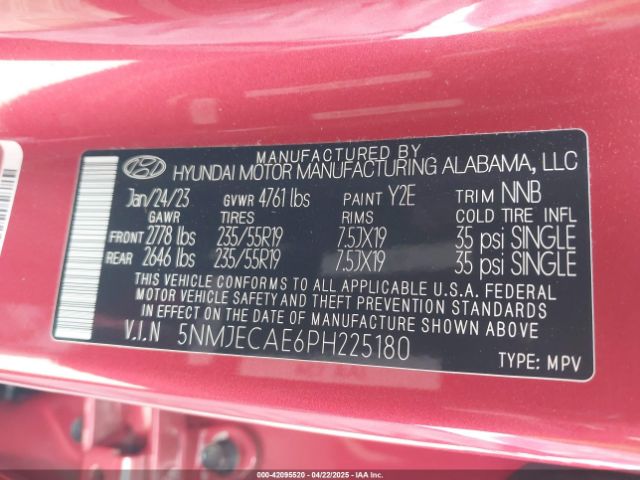 MANUFACTURED BY
HYUNDAI MOTOR MANUFACTURING ALABAMA, LLC
Jan/24/23 GVWR 4761 lbs PAINT Y2E TRIM NNB
GAWR TIRES RIMS COLD TIRE INFL
FRONT 2778 lbs 235/55R19 7.5JX19 35 psi SINGLE
REAR 2646 lbs 235/55R19 7.5JX19 35 psi SINGLE
THIS VEHICLE CONFORMS TO ALL APPLICABLE U.S.A. FEDERAL
MOTOR VEHICLE SAFETY AND THEFT PREVENTION STANDARDS
IN EFFECT ON THE DATE OF MANUFACTURE SHOWN ABOVE
V.I.N 5NMJECAE6PH225180
TYPE: MPV
000-42095520 - 04/22/2025 - IAAI.COM